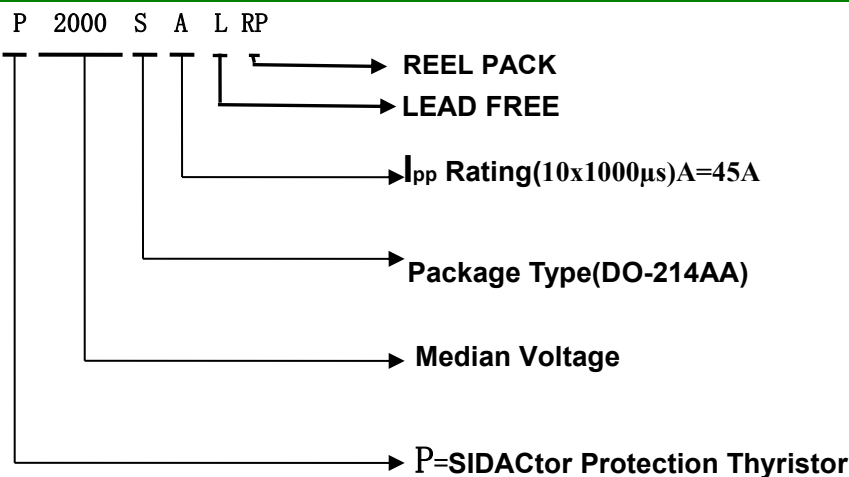 P 2000 S A L RP
REEL PACK
LEAD FREE
Ipp Rating(10x1000μs)A=45A
Package Type(DO-214AA)
Median Voltage
P=SIDACtor Protection Thyristor